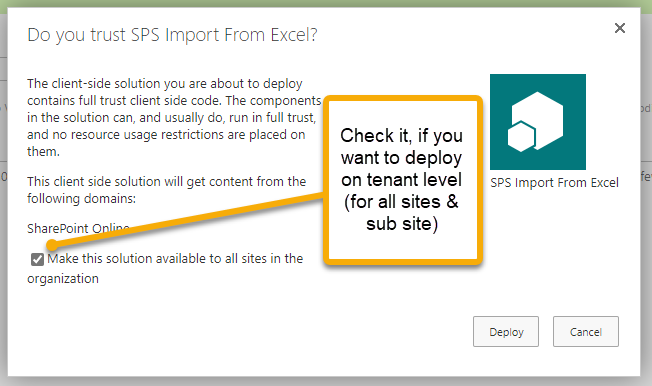 Do you trust SPS Import From Excel?
The client-side solution you are about to deploy
contains full trust client side code. The components
in the solution can, and usually do, run in full trust,
and no resource usage restrictions are placed on
them.
This client side solution will get content from the
following domains:
SharePoint Online
Make this solution available to all sites in the
organization
Check it, if you
want to deploy
on tenant level
(for all sites &
sub site)
SPS Import From Excel
Deploy
Cancel